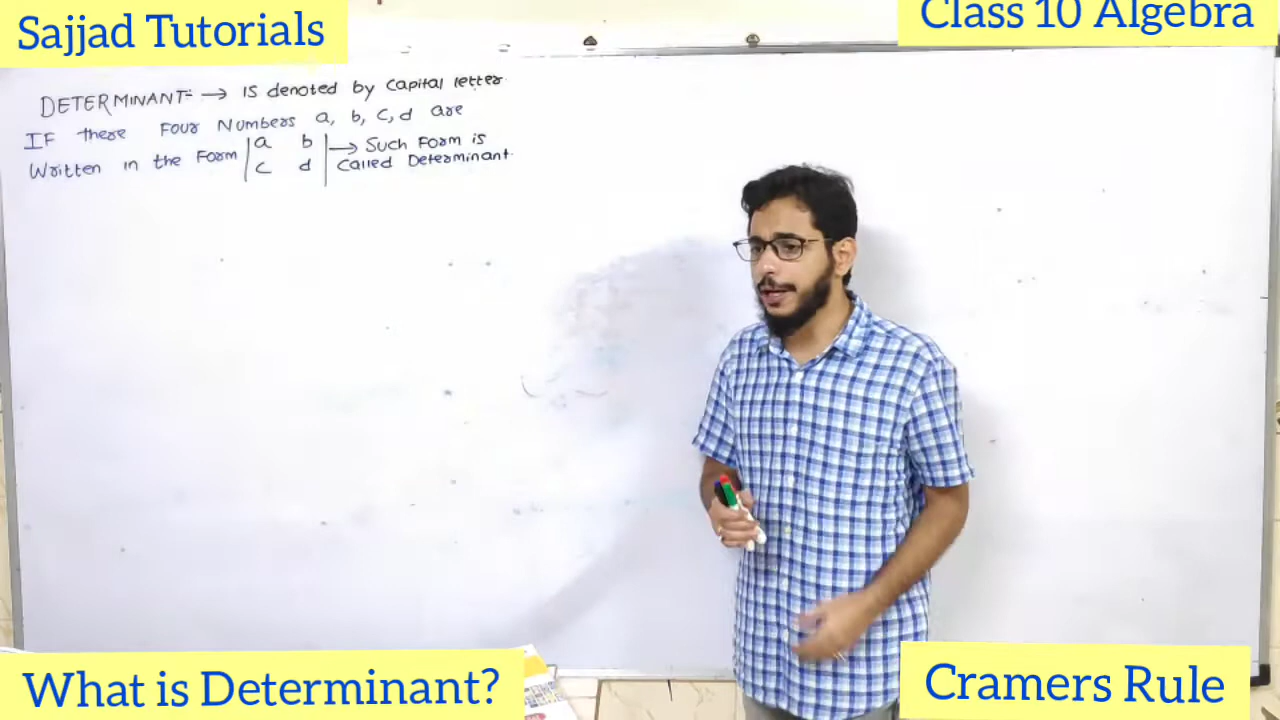 Sajjad Tutorials
Class 10 Algebra
DETERMINANT:- → is denoted by Capital letter.
IF there Four Numbers a, b, c, d are
Written in the Form | a b | → Such Form is
| c d | Called Determinant.
What is Determinant?
Cramers Rule